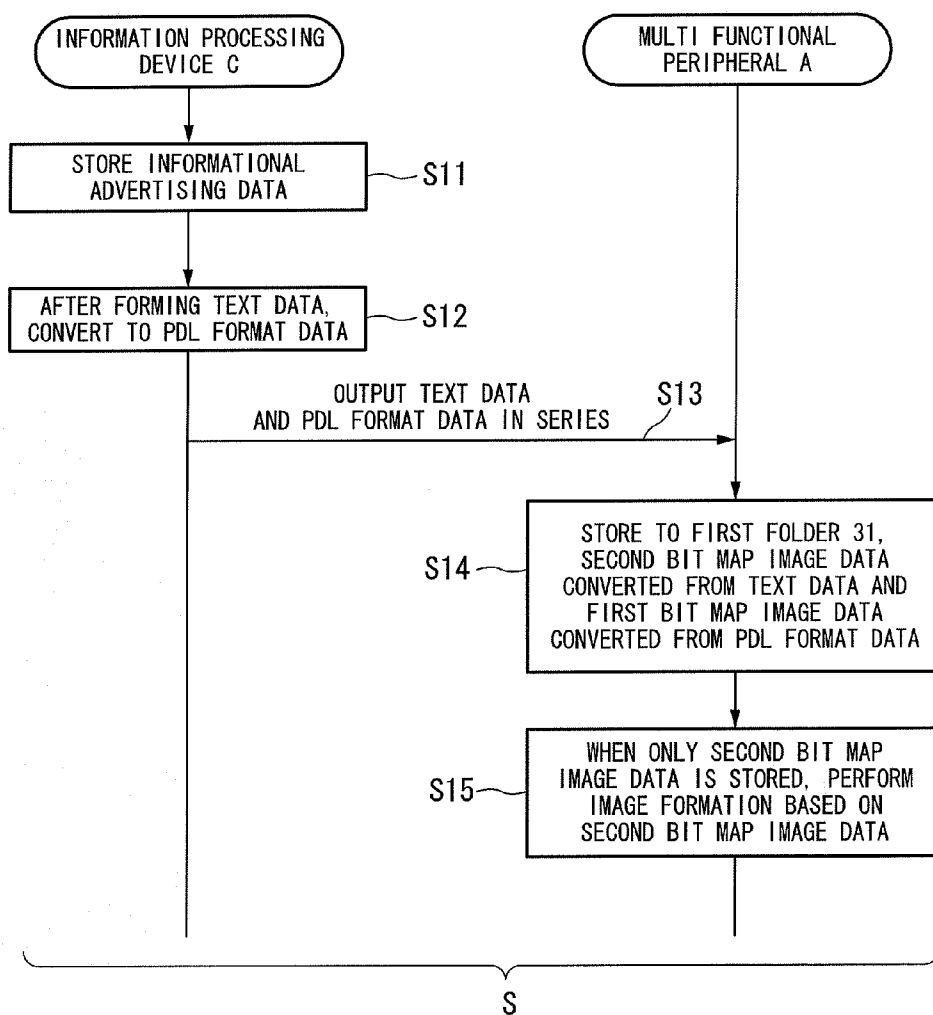 INFORMATION PROCESSING
DEVICE C
MULTI FUNCTIONAL
PERIPHERAL A
STORE INFORMATIONAL
ADVERTISING DATA
S11
AFTER FORMING TEXT DATA,
CONVERT TO PDL FORMAT DATA
S12
OUTPUT TEXT DATA
AND PDL FORMAT DATA IN SERIES
S13
STORE TO FIRST FOLDER 31,
SECOND BIT MAP IMAGE DATA
CONVERTED FROM TEXT DATA AND
FIRST BIT MAP IMAGE DATA
CONVERTED FROM PDL FORMAT DATA
S14
WHEN ONLY SECOND BIT MAP
IMAGE DATA IS STORED, PERFORM
IMAGE FORMATION BASED ON
SECOND BIT MAP IMAGE DATA
S15
S